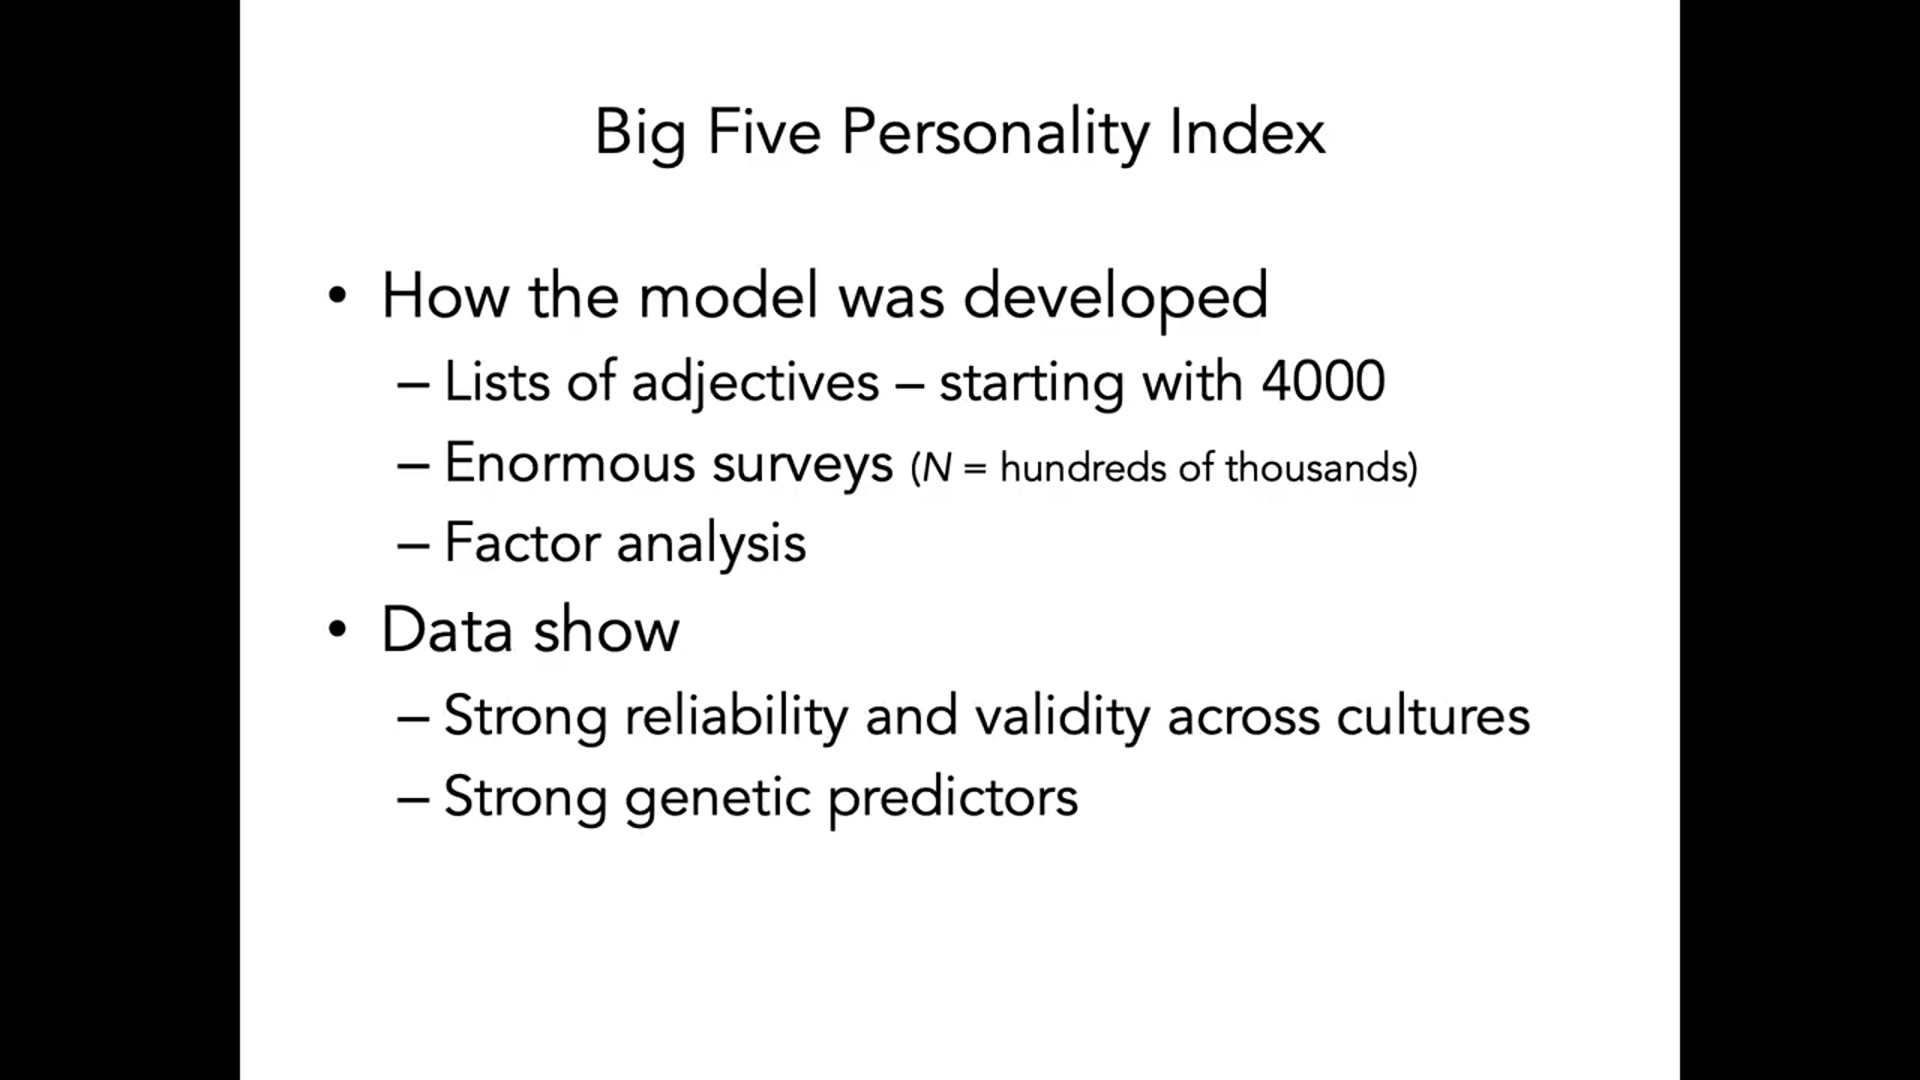 Big Five Personality Index
• How the model was developed
– Lists of adjectives – starting with 4000
– Enormous surveys (N = hundreds of thousands)
– Factor analysis
• Data show
– Strong reliability and validity across cultures
– Strong genetic predictors